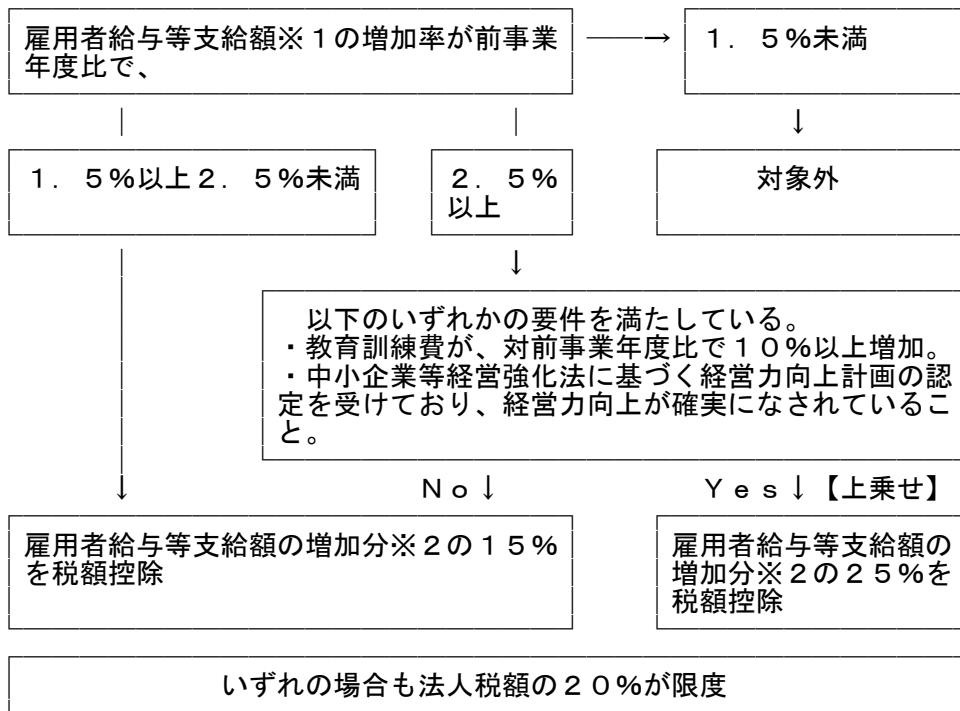 雇用者給与等支給額※１の増加率が前事業
年度比で、
１．５％未満
１．５％以上２．５％未満
２．５％
以上
対象外
以下のいずれかの要件を満たしている。
・教育訓練費が、対前事業年度比で１０％以上増加。
・中小企業等経営強化法に基づく経営力向上計画の認
定を受けており、経営力向上が確実になされているこ
と。
Ｎｏ↓
Ｙｅｓ↓【上乗せ】
雇用者給与等支給額の増加分※２の１５％
を税額控除
雇用者給与等支給額の
増加分※２の２５％を
税額控除
いずれの場合も法人税額の２０％が限度